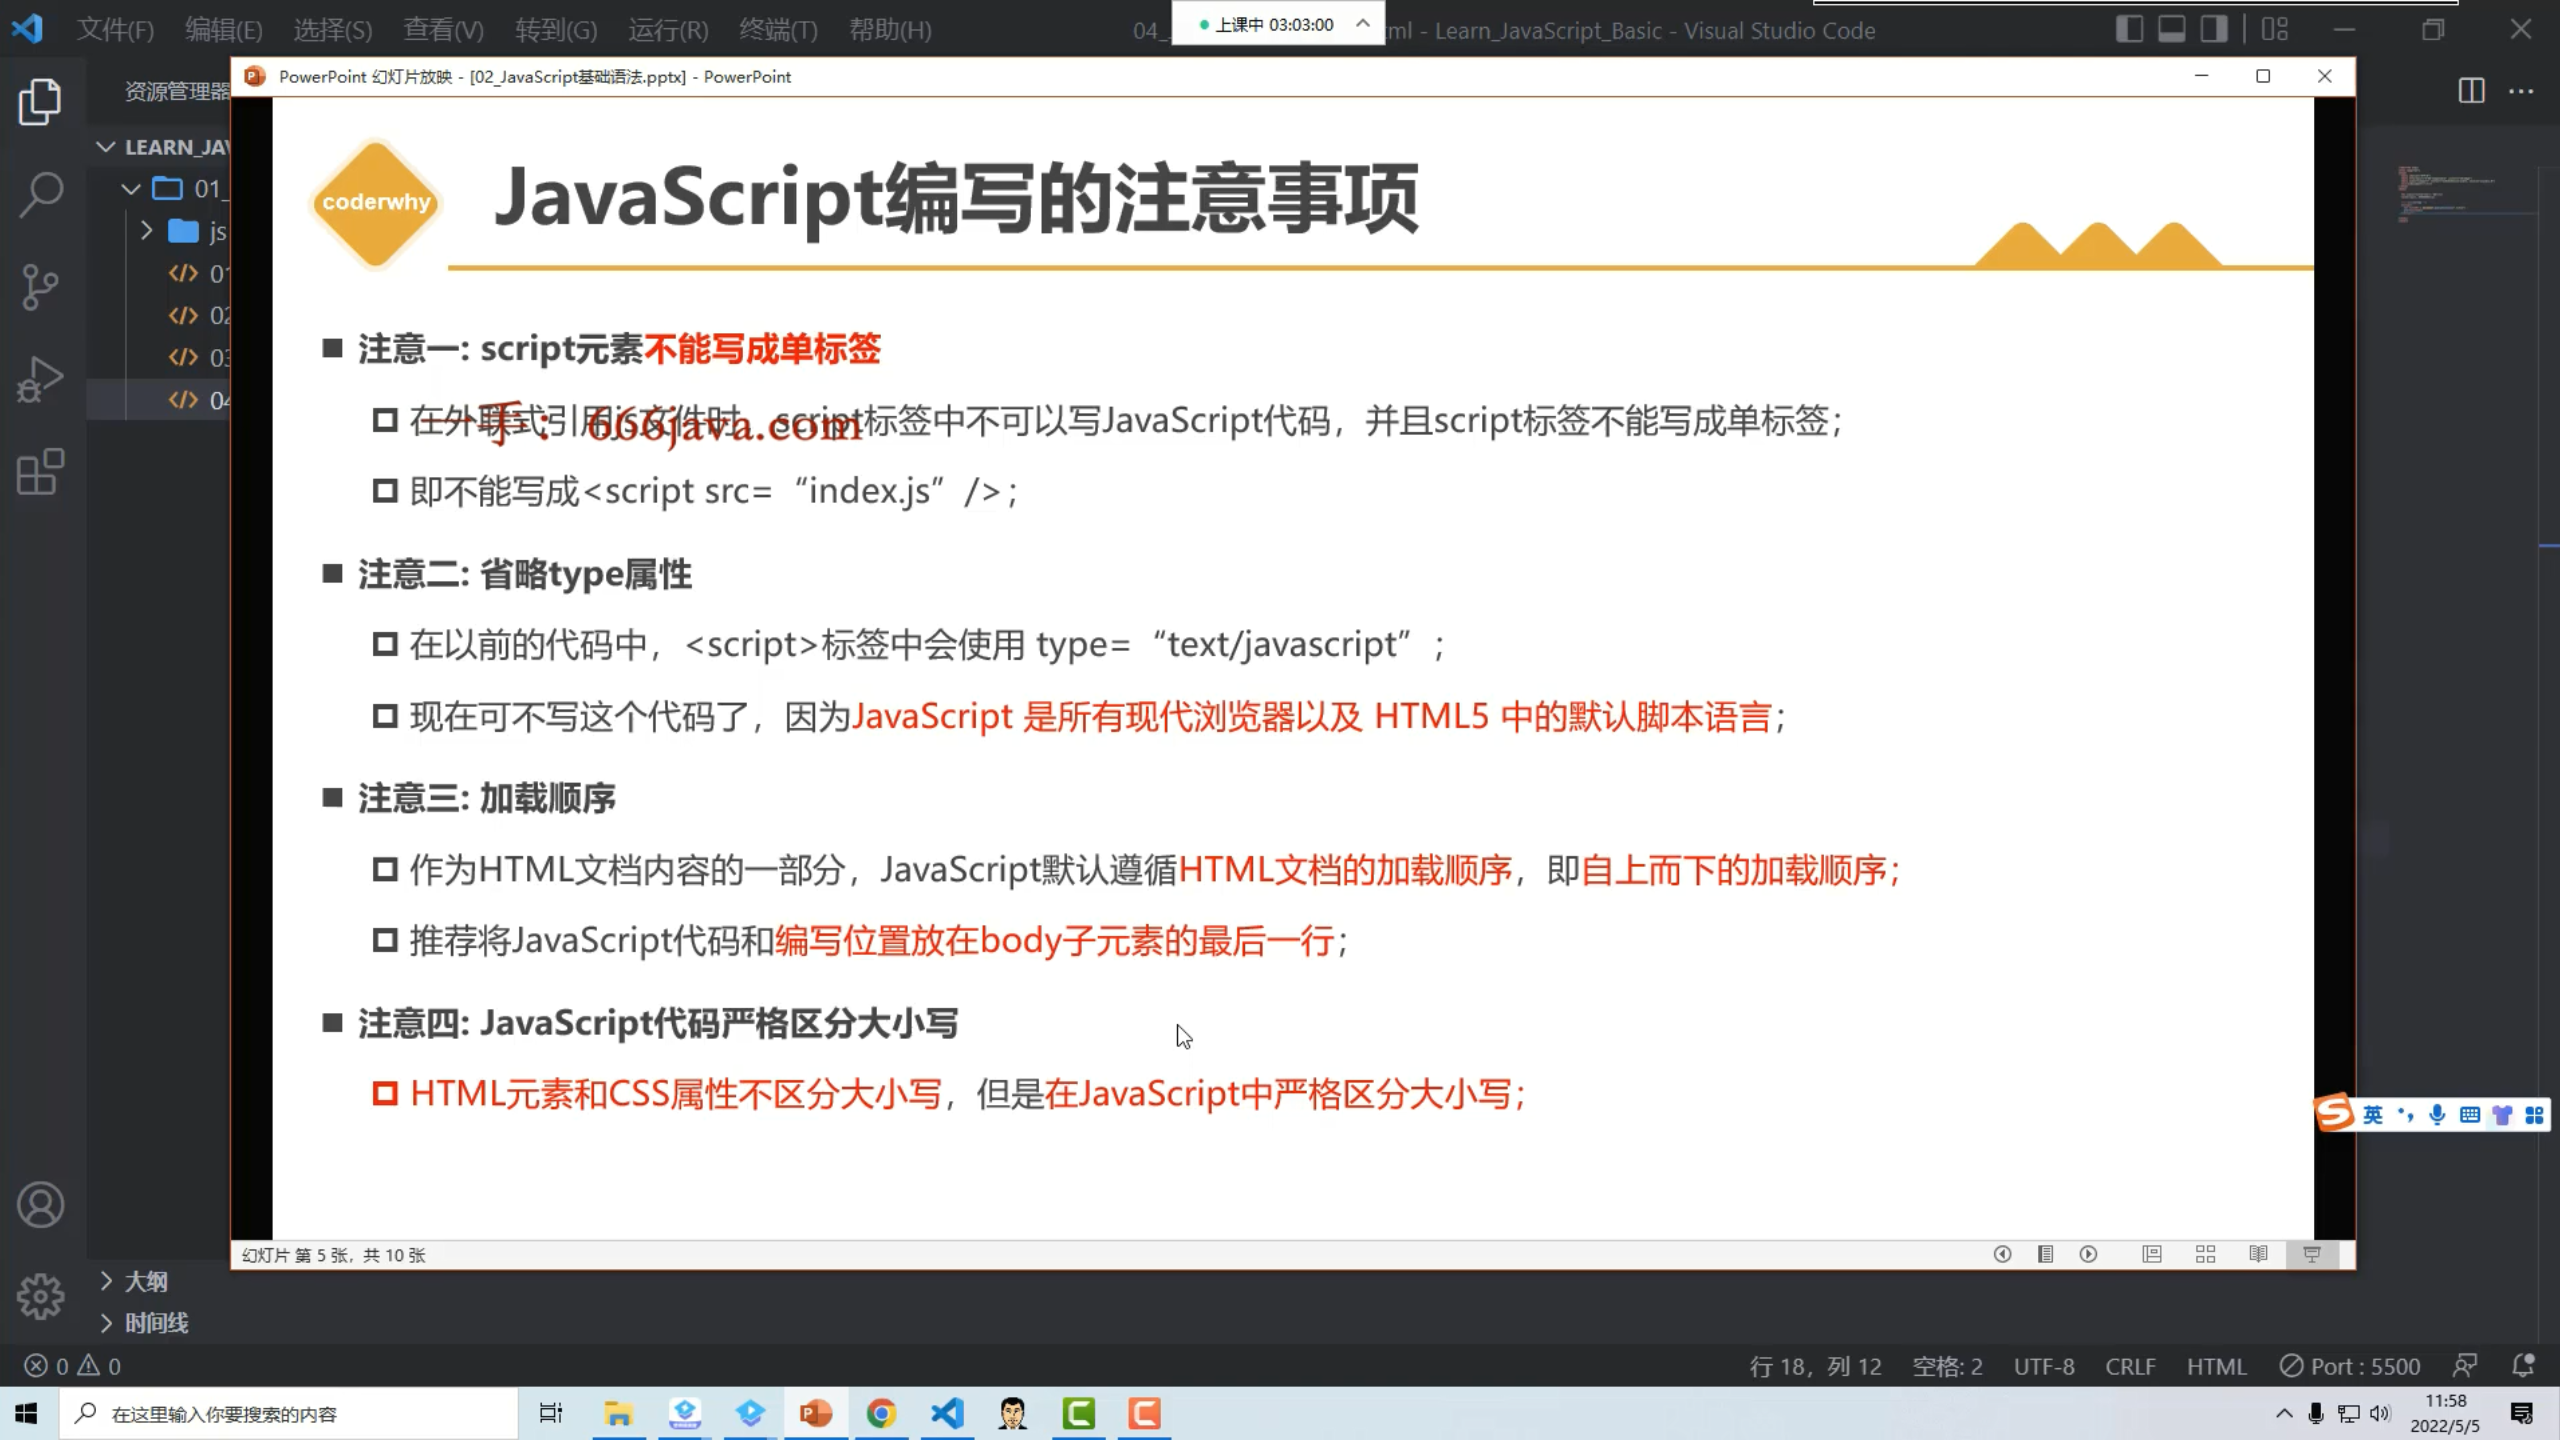 文件(F) 编辑(E) 选择(S) 查看(V) 转到(G) 运行(R) 终端(T) 帮助(H)
04_
上课中 03:03:00
ml - Learn_JavaScript_Basic - Visual Studio Code
资源管理器
LEARN_JAV
01_
js
01
02
03
04
PowerPoint 幻灯片放映 - [02_JavaScript基础语法.pptx] - PowerPoint
coderwhy
JavaScript编写的注意事项
注意一: script元素不能写成单标签
在外联式引用js文件时，script标签中不可以写JavaScript代码，并且script标签不能写成单标签；
一手：666java.com
即不能写成<script src=“index.js”/>；
注意二: 省略type属性
在以前的代码中，<script>标签中会使用 type=“text/javascript”；
现在可不写这个代码了，因为JavaScript 是所有现代浏览器以及 HTML5 中的默认脚本语言；
注意三: 加载顺序
作为HTML文档内容的一部分，JavaScript默认遵循HTML文档的加载顺序，即自上而下的加载顺序；
推荐将JavaScript代码和编写位置放在body子元素的最后一行；
注意四: JavaScript代码严格区分大小写
HTML元素和CSS属性不区分大小写，但是在JavaScript中严格区分大小写；
英
幻灯片 第 5 张，共 10 张
大纲
时间线
0 0
行 18，列 12 空格: 2 UTF-8 CRLF HTML Port : 5500
在这里输入你要搜索的内容
11:58
2022/5/5